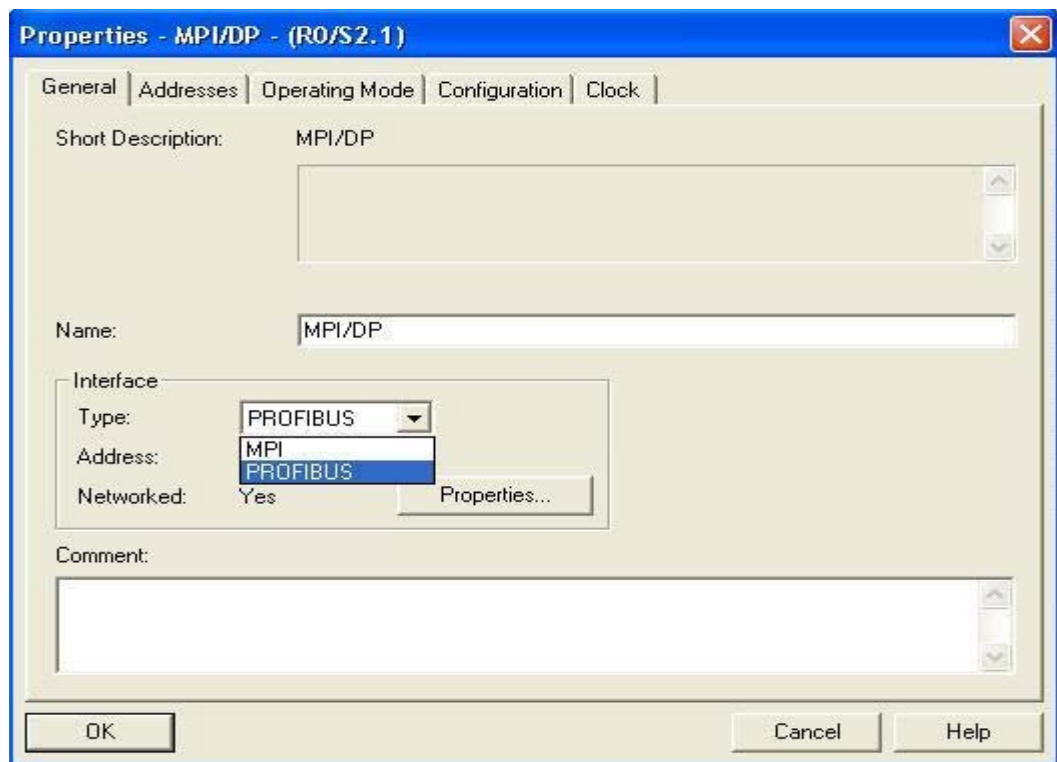 Properties - MPI/DP - (R0/S2.1)
General Addresses Operating Mode Configuration Clock
Short Description: MPI/DP
Name: MPI/DP
Interface
Type: PROFIBUS
MPI
Address:
PROFIBUS
Networked: Yes Properties...
Comment:
OK Cancel Help